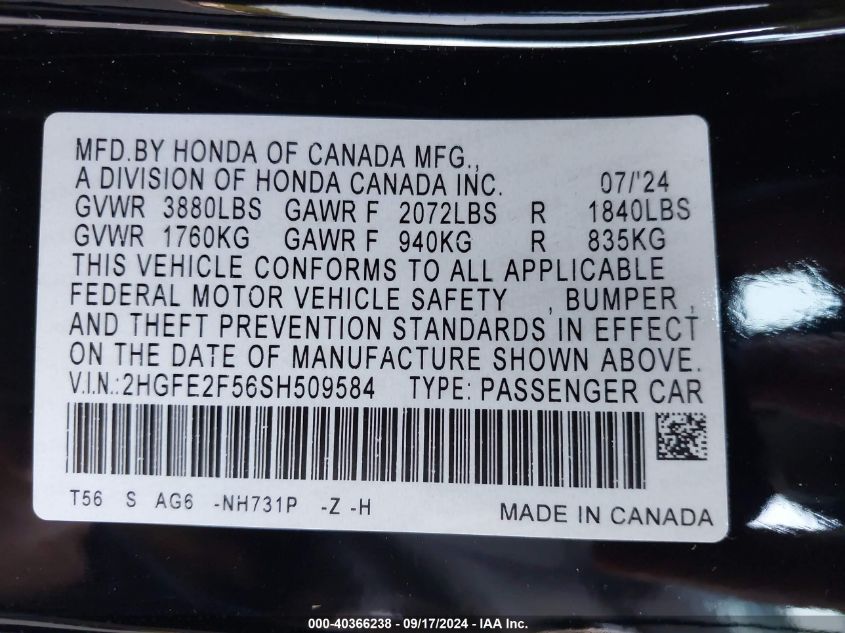 MFD.BY HONDA OF CANADA MFG.,
A DIVISION OF HONDA CANADA INC. 07/'24
GVWR 3880LBS GAWR F 2072LBS R 1840LBS
GVWR 1760KG GAWR F 940KG R 835KG
THIS VEHICLE CONFORMS TO ALL APPLICABLE
FEDERAL MOTOR VEHICLE SAFETY , BUMPER ,
AND THEFT PREVENTION STANDARDS IN EFFECT
ON THE DATE OF MANUFACTURE SHOWN ABOVE.
V.I.N.:2HGFE2F56SH509584 TYPE: PASSENGER CAR
T56 S AG6 -NH731P -Z -H
MADE IN CANADA
000-40366238 - 09/17/2024 - IAA Inc.